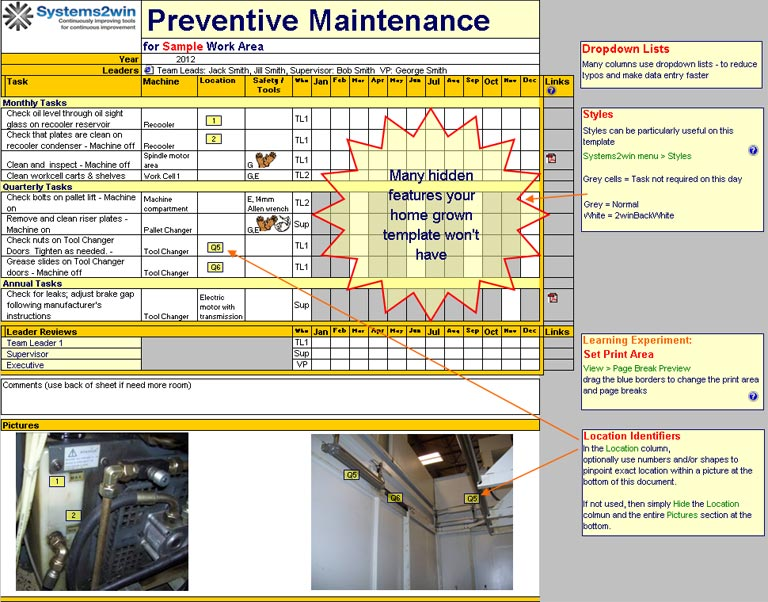 Systems2win
Continuously improving tools
for continuous improvement
Preventive Maintenance
for Sample Work Area
Year 2012
Leaders Team Leads: Jack Smith, Jill Smith, Supervisor: Bob Smith VP: George Smith
Task Machine Location Safety / Tools Who Jan Feb Mar Apr May Jun Jul Aug Sep Oct Nov Dec Links
Monthly Tasks
Check oil level through oil sight
glass on recooler reservoir Recooler 1 TL1
Check that plates are clean on
recooler condenser - Machine off Recooler 2 TL1
Clean and inspect - Machine off Spindle motor area G TL1
Clean workcell carts & shelves Work Cell 1 G,E TL2
Quarterly Tasks
Check bolts on pallet lift - Machine
on Machine compartment E, 14mm Allen wrench TL2
Remove and clean riser plates -
Machine on Pallet Changer G,E Sup
Check nuts on Tool Changer
Doors Tighten as needed. - Tool Changer Q5 TL1
Grease slides on Tool Changer
doors - Machine off Tool Changer Q6 TL1
Annual Tasks
Check for leaks; adjust brake gap
following manufacturer's
instructions Tool Changer Electric motor with transmission Sup
Many hidden
features your
home grown
template won't
have
Leader Reviews Who Jan Feb Mar Apr May Jun Jul Aug Sep Oct Nov Dec Links
Team Leader 1 TL1
Supervisor Sup
Executive VP
Comments (use back of sheet if need more room)
Pictures
1
2
Q5
Q6
Q5
Dropdown Lists
Many columns use dropdown lists - to reduce
typos and make data entry faster
Styles
Styles can be particularly useful on this
template
Systems2win menu > Styles
Grey cells = Task not required on this day
Grey = Normal
White = 2winBackWhite
Learning Experiment:
Set Print Area
View > Page Break Preview
drag the blue borders to change the print area
and page breaks
Location Identifiers
In the Location column,
optionally use numbers and/or shapes to
pinpoint exact location within a picture at the
bottom of this document.
If not used, then simply Hide the Location
colmun and the entire Pictures section at the
bottom.